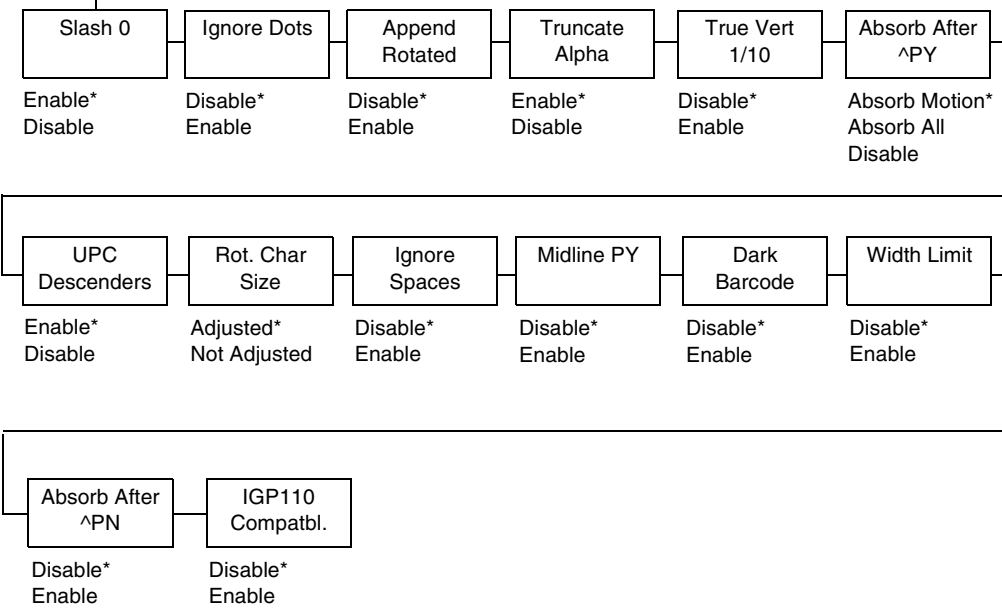 Slash 0
Ignore Dots
Append
Rotated
Truncate
Alpha
True Vert
1/10
Absorb After
^PY
Enable*
Disable
Disable*
Enable
Disable*
Enable
Enable*
Disable
Disable*
Enable
Absorb Motion*
Absorb All
Disable
UPC
Descenders
Rot. Char
Size
Ignore
Spaces
Midline PY
Dark
Barcode
Width Limit
Enable*
Disable
Adjusted*
Not Adjusted
Disable*
Enable
Disable*
Enable
Disable*
Enable
Disable*
Enable
Absorb After
^PN
IGP110
Compatbl.
Disable*
Enable
Disable*
Enable